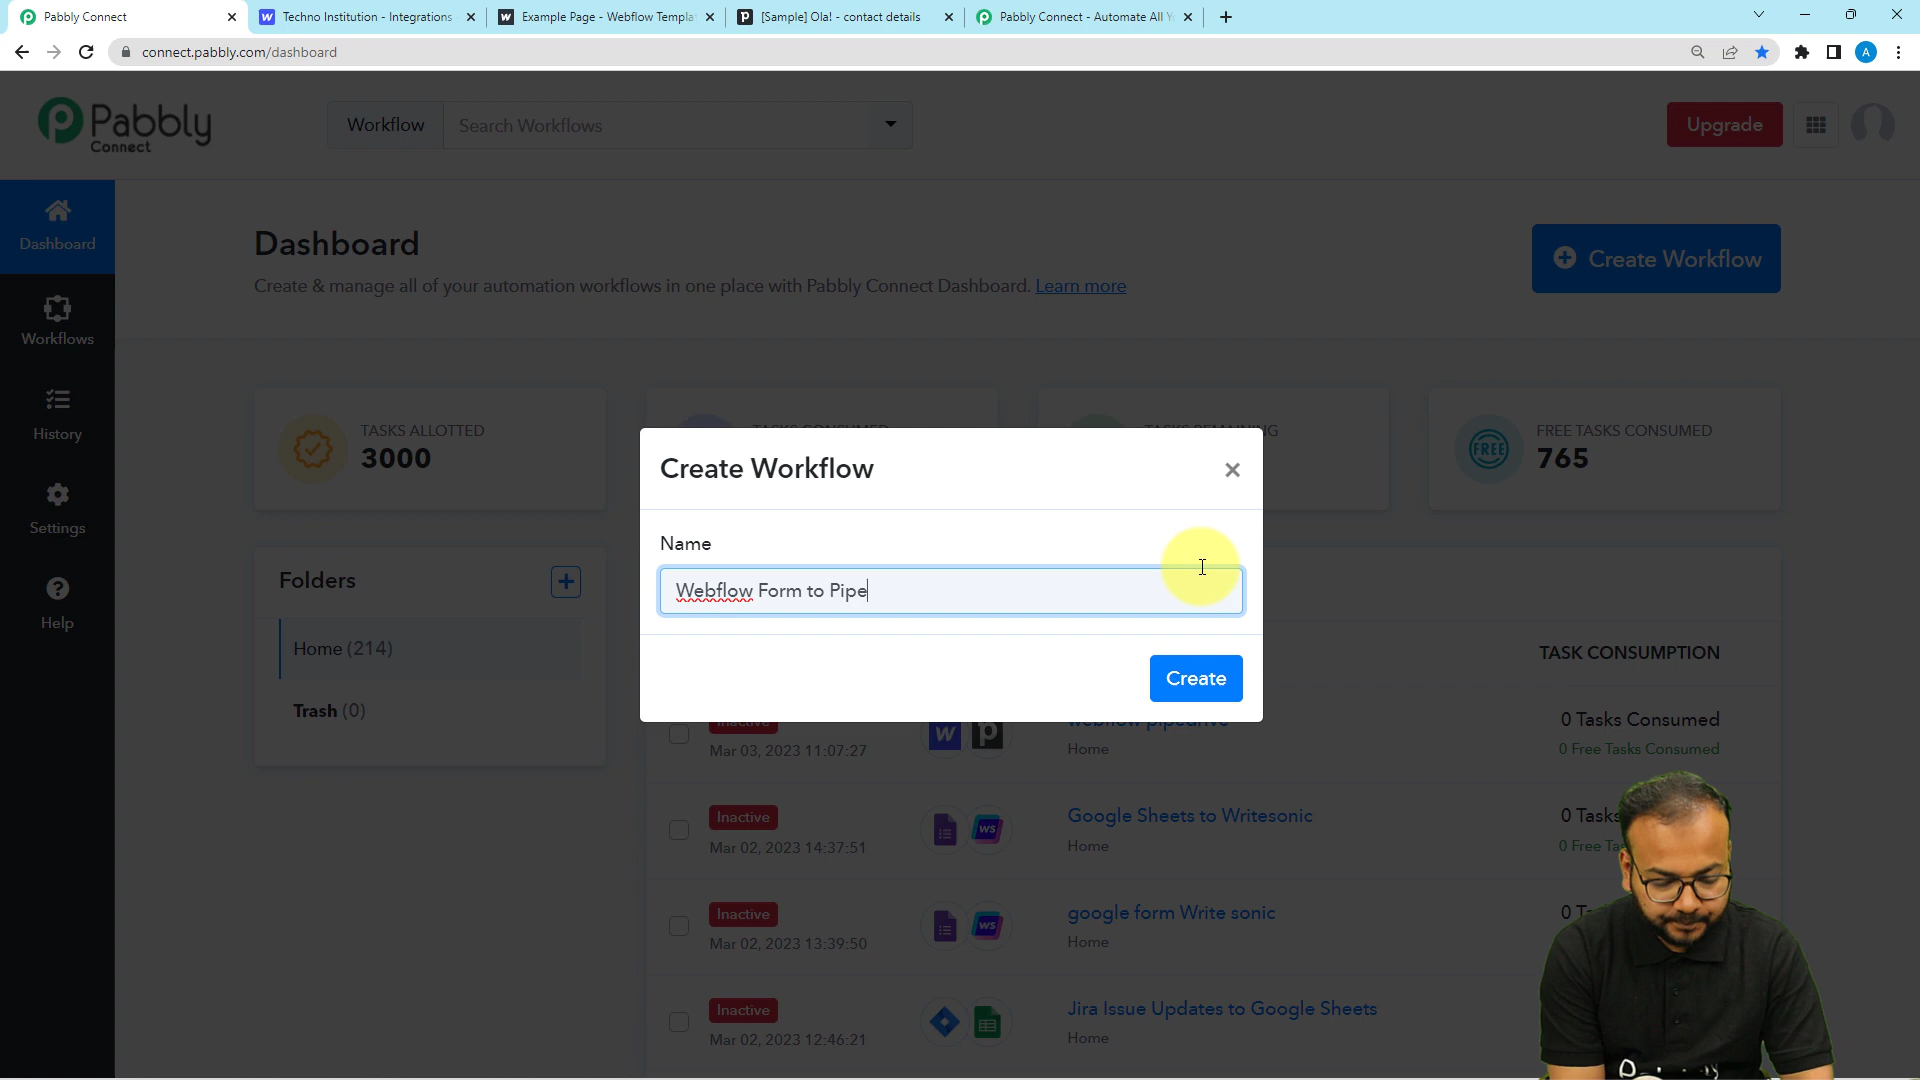 Pabbly Connect
Techno Institution - Integrations
Example Page - Webflow Templa
[Sample] Ola! - contact details
Pabbly Connect - Automate All Y
connect.pabbly.com/dashboard
A
Pabbly
Connect
Workflow
Search Workflows
Upgrade
Dashboard
Workflows
History
Settings
Help
Dashboard
Create & manage all of your automation workflows in one place with Pabbly Connect Dashboard. Learn more
Create Workflow
TASKS ALLOTTED
3000
TASKS CONSUMED
TASKS REMAINING
FREE
FREE TASKS CONSUMED
765
Folders
Home (214)
Trash (0)
Create Workflow
Name
Webflow Form to Pipe
Create
TASK CONSUMPTION
Inactive
Mar 03, 2023 11:07:27
webflow pipedrive
Home
0 Tasks Consumed
0 Free Tasks Consumed
Inactive
Mar 02, 2023 14:37:51
Google Sheets to Writesonic
Home
0 Tasks
0 Free Ta
Inactive
Mar 02, 2023 13:39:50
google form Write sonic
Home
Inactive
Mar 02, 2023 12:46:21
Jira Issue Updates to Google Sheets
Home